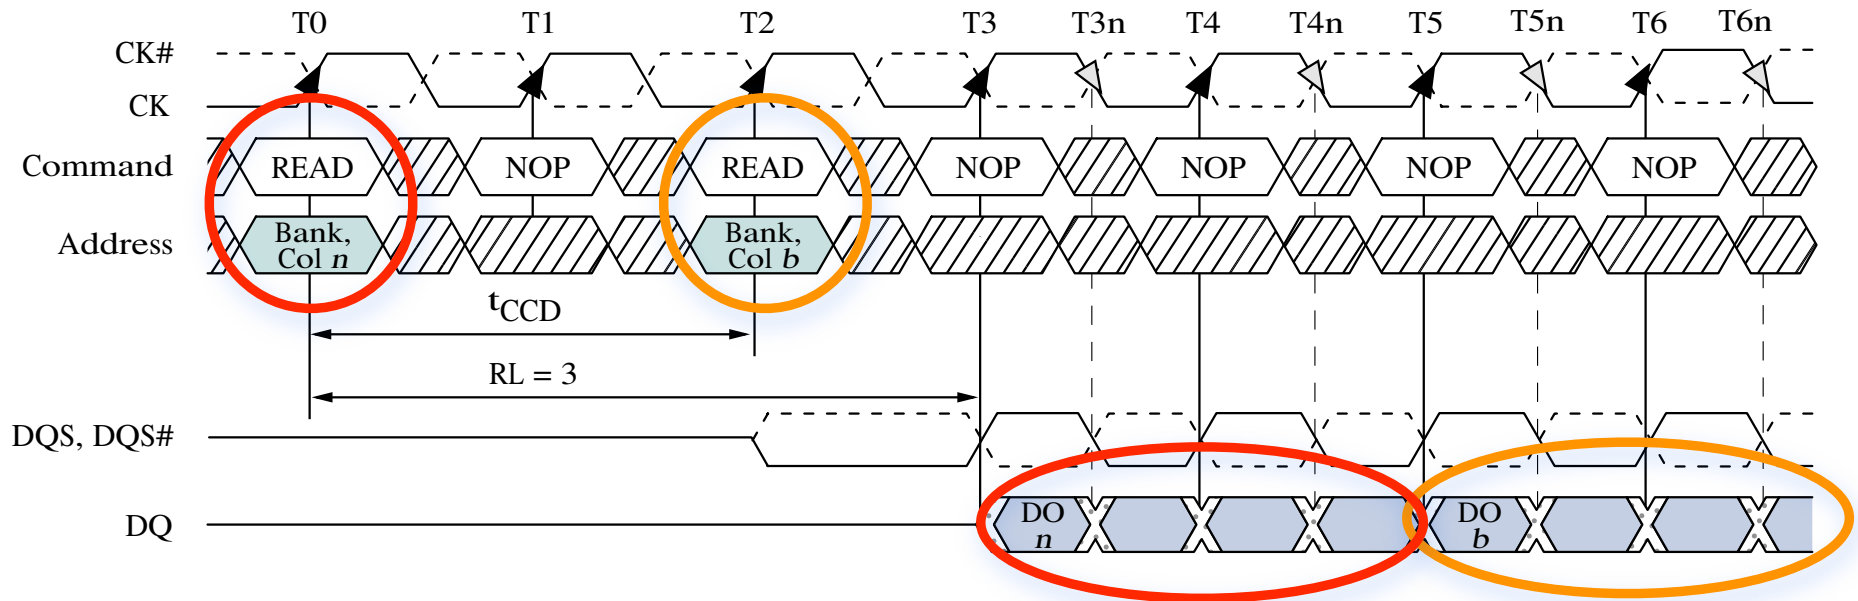 T0 T1 T2 T3 T3n T4 T4n T5 T5n T6 T6n
CK#
CK
Command READ NOP READ NOP NOP NOP NOP
Address Bank, Col n Bank, Col b
tCCD
RL = 3
DQS, DQS#
DQ DO n DO b